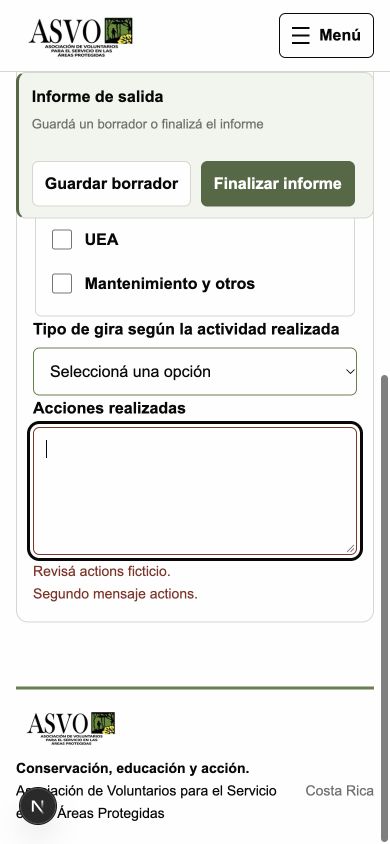 ASVO
ASOCIACIÓN DE VOLUNTARIOS
PARA EL SERVICIO EN LAS
ÁREAS PROTEGIDAS
Menú
Informe de salida
Guardá un borrador o finalizá el informe
Guardar borrador
Finalizar informe
UEA
Mantenimiento y otros
Tipo de gira según la actividad realizada
Seleccioná una opción
Acciones realizadas
Revisá actions ficticio.
Segundo mensaje actions.
ASVO
ASOCIACIÓN DE VOLUNTARIOS
PARA EL SERVICIO EN LAS
ÁREAS PROTEGIDAS
Conservación, educación y acción.
Asociación de Voluntarios para el Servicio
Costa Rica
N
Áreas Protegidas